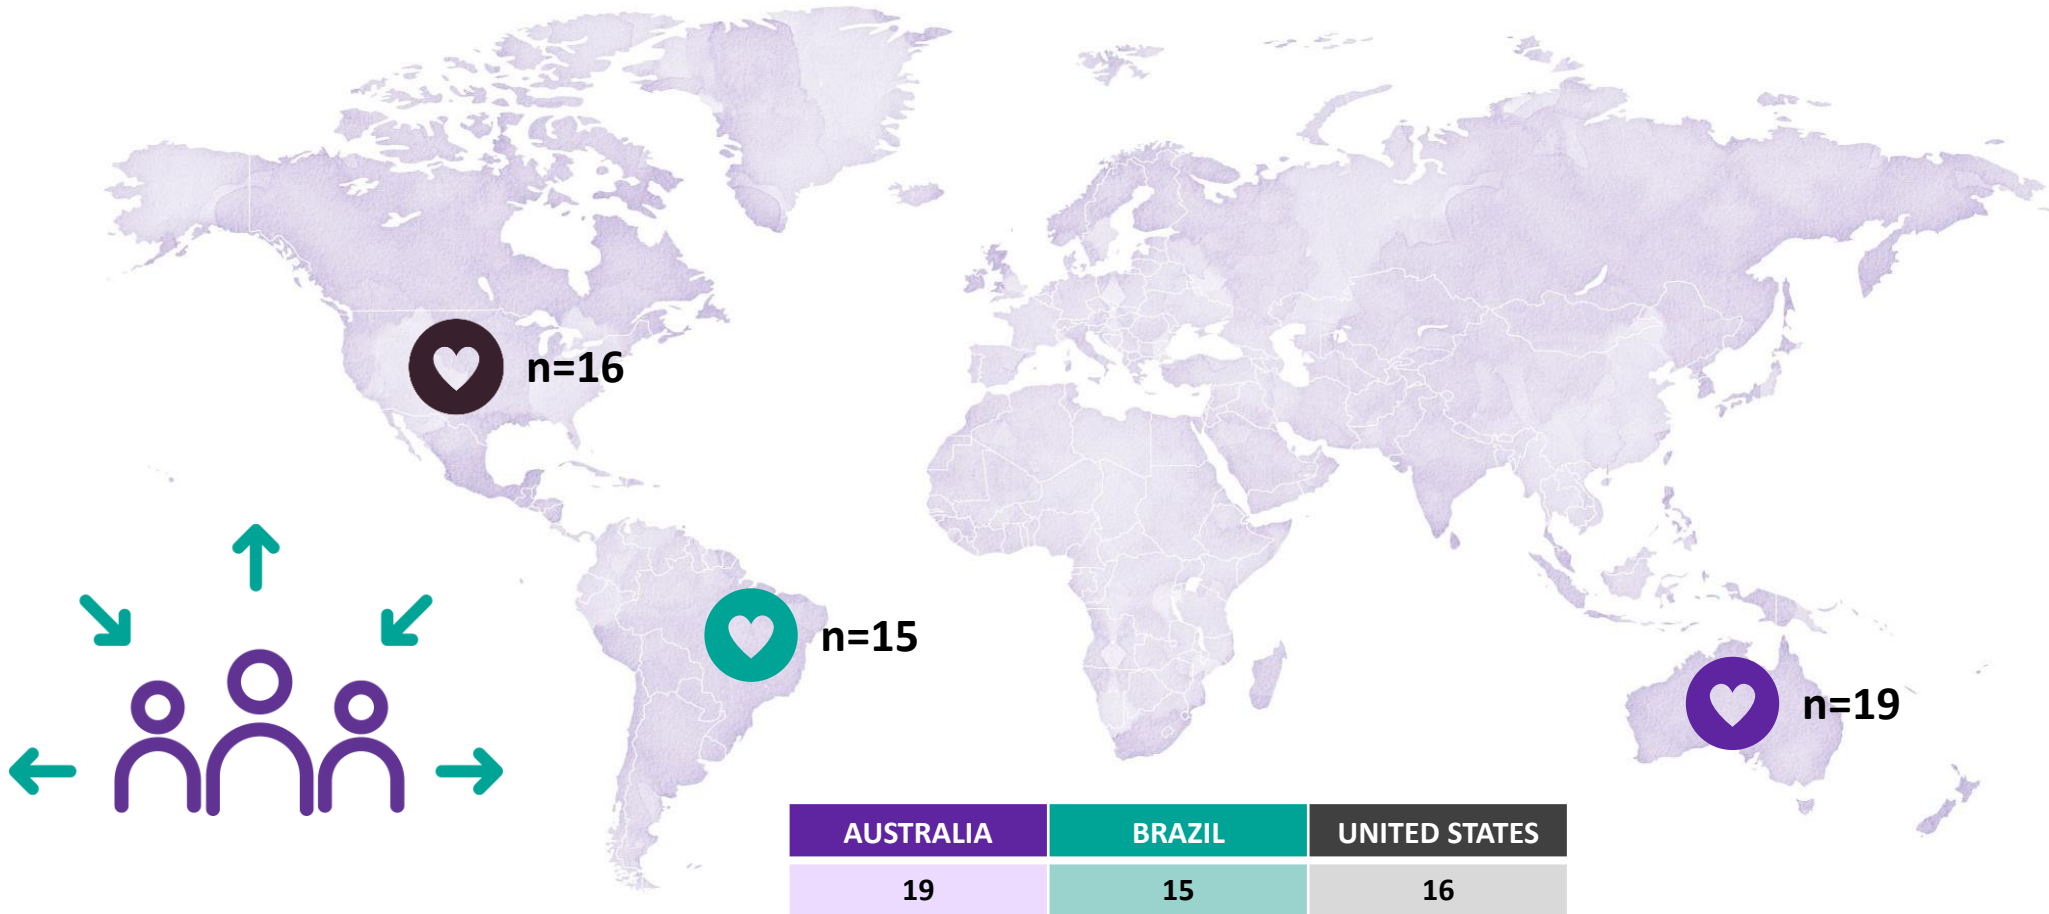 n=16
n=15
n=19
AUSTRALIA BRAZIL UNITED STATES
19 15 16